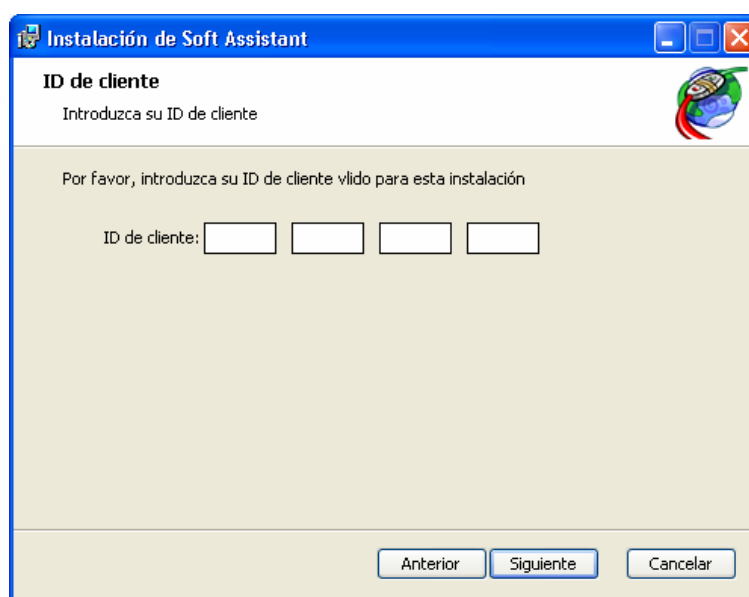 Instalación de Soft Assistant
ID de cliente
Introduzca su ID de cliente
Por favor, introduzca su ID de cliente vlido para esta instalación
ID de cliente:
Anterior Siguiente Cancelar